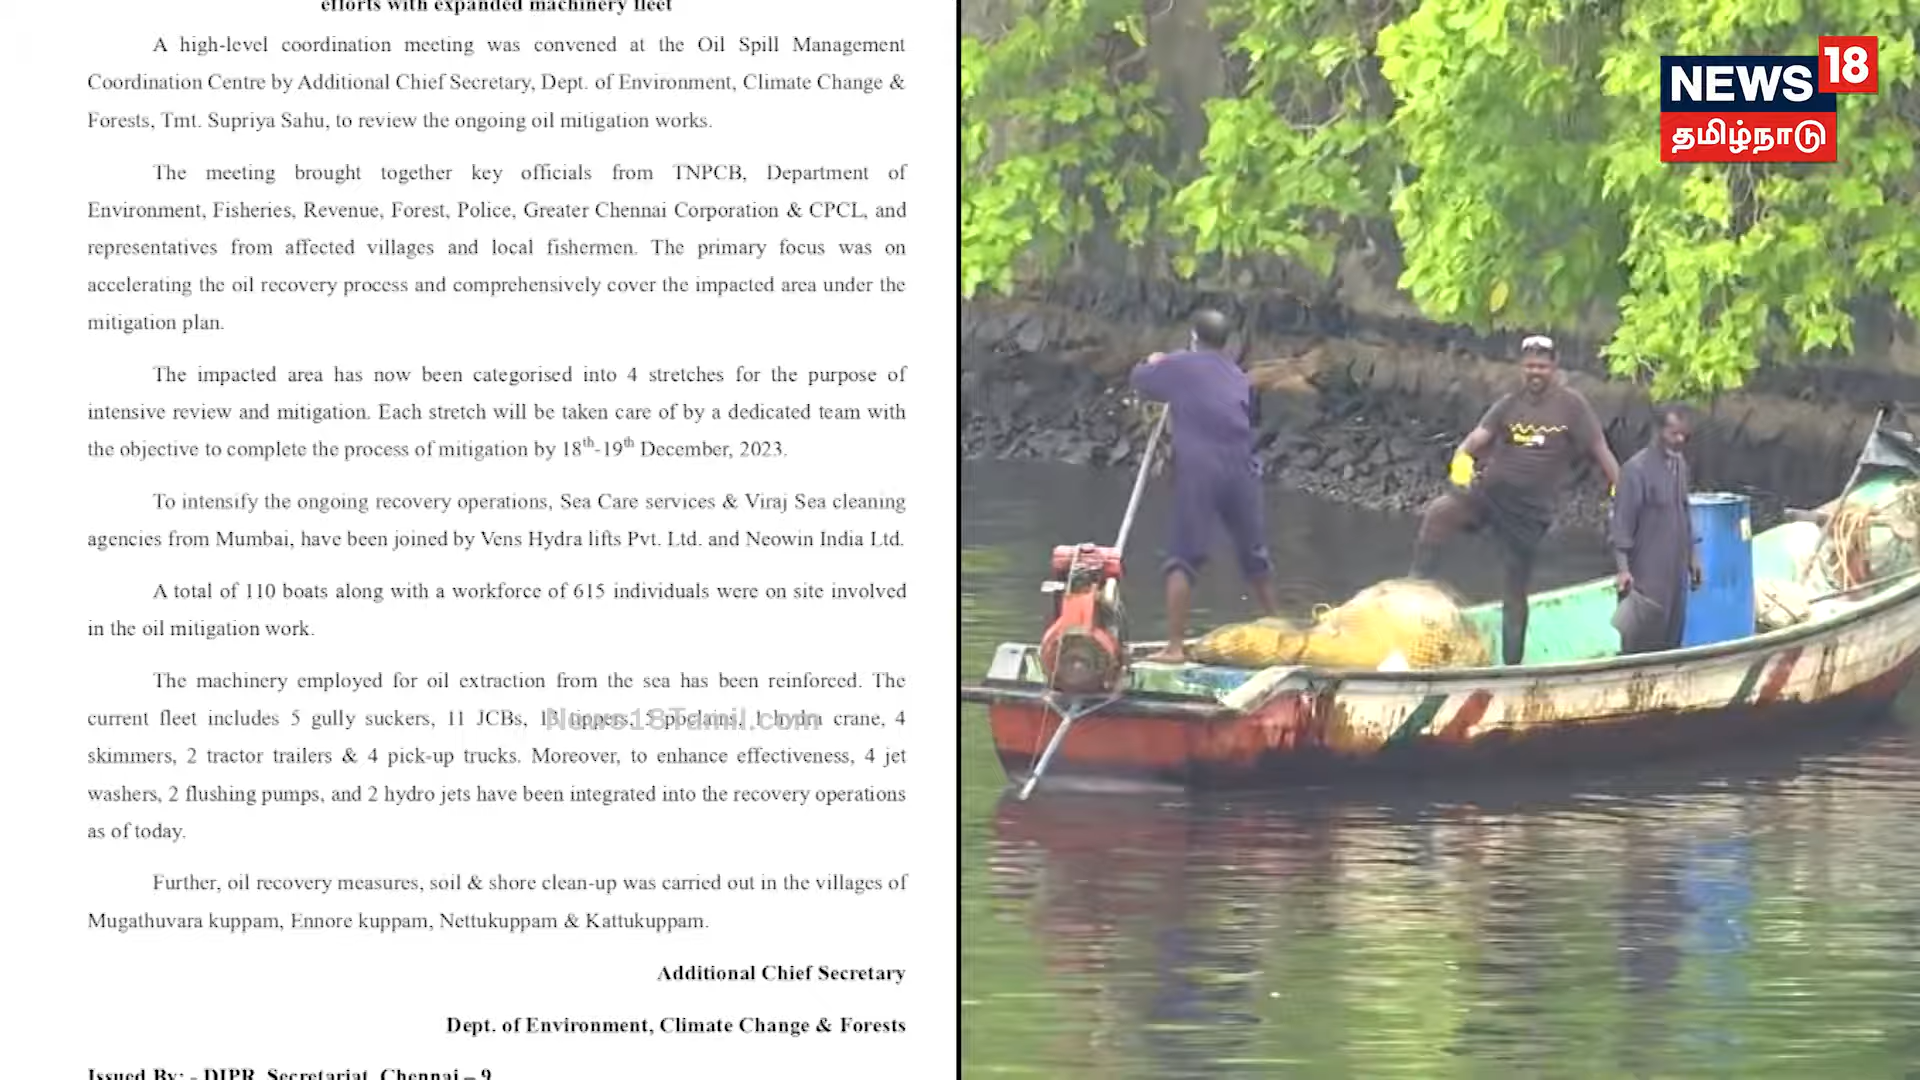 efforts with expanded machinery fleet
A high-level coordination meeting was convened at the Oil Spill Management
Coordination Centre by Additional Chief Secretary, Dept. of Environment, Climate Change &
Forests, Tmt. Supriya Sahu, to review the ongoing oil mitigation works.
The meeting brought together key officials from TNPCB, Department of
Environment, Fisheries, Revenue, Forest, Police, Greater Chennai Corporation & CPCL, and
representatives from affected villages and local fishermen. The primary focus was on
accelerating the oil recovery process and comprehensively cover the impacted area under the
mitigation plan.
The impacted area has now been categorised into 4 stretches for the purpose of
intensive review and mitigation. Each stretch will be taken care of by a dedicated team with
the objective to complete the process of mitigation by 18th-19th December, 2023.
To intensify the ongoing recovery operations, Sea Care services & Viraj Sea cleaning
agencies from Mumbai, have been joined by Vens Hydra lifts Pvt. Ltd. and Neowin India Ltd.
A total of 110 boats along with a workforce of 615 individuals were on site involved
in the oil mitigation work.
The machinery employed for oil extraction from the sea has been reinforced. The
current fleet includes 5 gully suckers, 11 JCBs, tippers, 5 poclains, 1 hydra crane, 4
News18Tamil.com
skimmers, 2 tractor trailers & 4 pick-up trucks. Moreover, to enhance effectiveness, 4 jet
washers, 2 flushing pumps, and 2 hydro jets have been integrated into the recovery operations
as of today.
Further, oil recovery measures, soil & shore clean-up was carried out in the villages of
Mugathuvara kuppam, Ennore kuppam, Nettukuppam & Kattukuppam.
Additional Chief Secretary
Dept. of Environment, Climate Change & Forests
Issued By: - DIPR, Secretariat, Chennai – 9
NEWS 18
தமிழ்நாடு